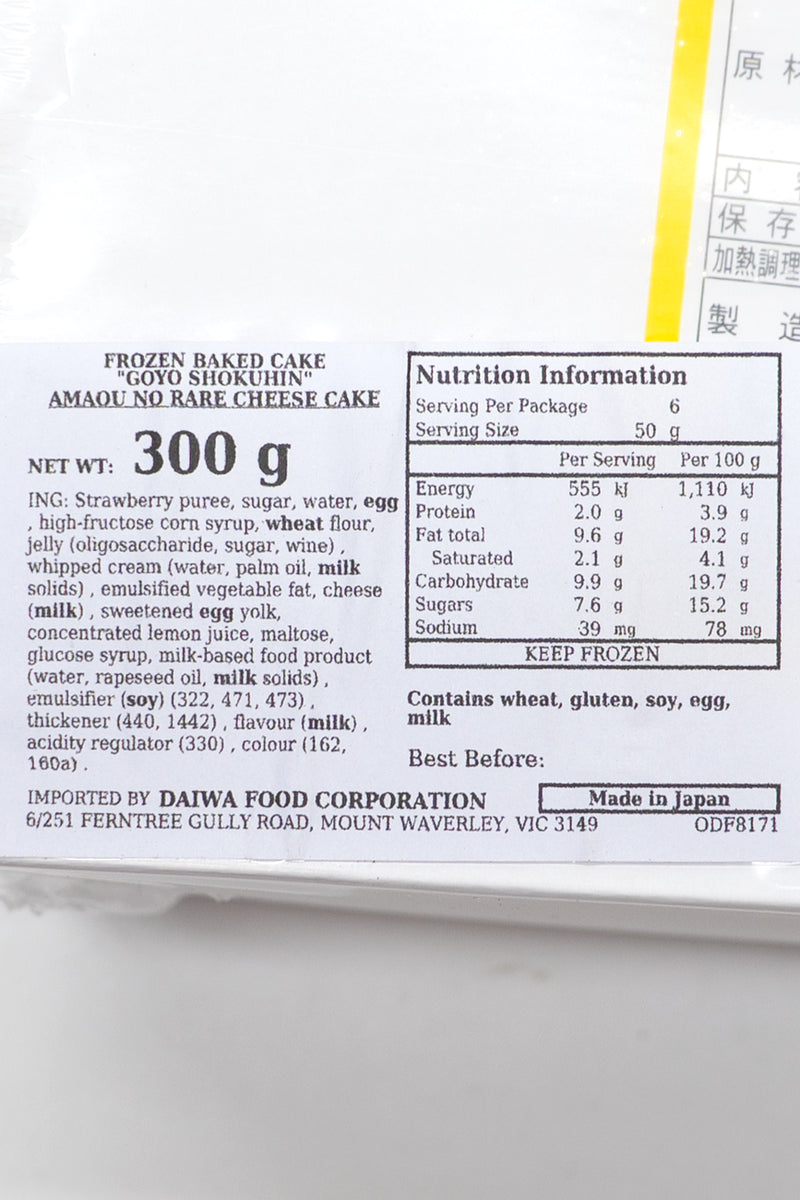 原材
内容
保存
加熱調理
製造
FROZEN BAKED CAKE
"GOYO SHOKUHIN"
AMAOU NO RARE CHEESE CAKE
NET WT: 300 g
ING: Strawberry puree, sugar, water, egg
, high-fructose corn syrup, wheat flour,
jelly (oligosaccharide, sugar, wine) ,
whipped cream (water, palm oil, milk
solids) , emulsified vegetable fat, cheese
(milk) , sweetened egg yolk,
concentrated lemon juice, maltose,
glucose syrup, milk-based food product
(water, rapeseed oil, milk solids) ,
emulsifier (soy) (322, 471, 473) ,
thickener (440, 1442) , flavour (milk) ,
acidity regulator (330) , colour (162,
160a) .
Nutrition Information
Serving Per Package 6
Serving Size 50 g
Per Serving Per 100 g
Energy 555 kJ 1,110 kJ
Protein 2.0 g 3.9 g
Fat total 9.6 g 19.2 g
Saturated 2.1 g 4.1 g
Carbohydrate 9.9 g 19.7 g
Sugars 7.6 g 15.2 g
Sodium 39 mg 78 mg
KEEP FROZEN
Contains wheat, gluten, soy, egg,
milk
Best Before:
IMPORTED BY DAIWA FOOD CORPORATION Made in Japan
6/251 FERNTREE GULLY ROAD, MOUNT WAVERLEY, VIC 3149 ODF8171